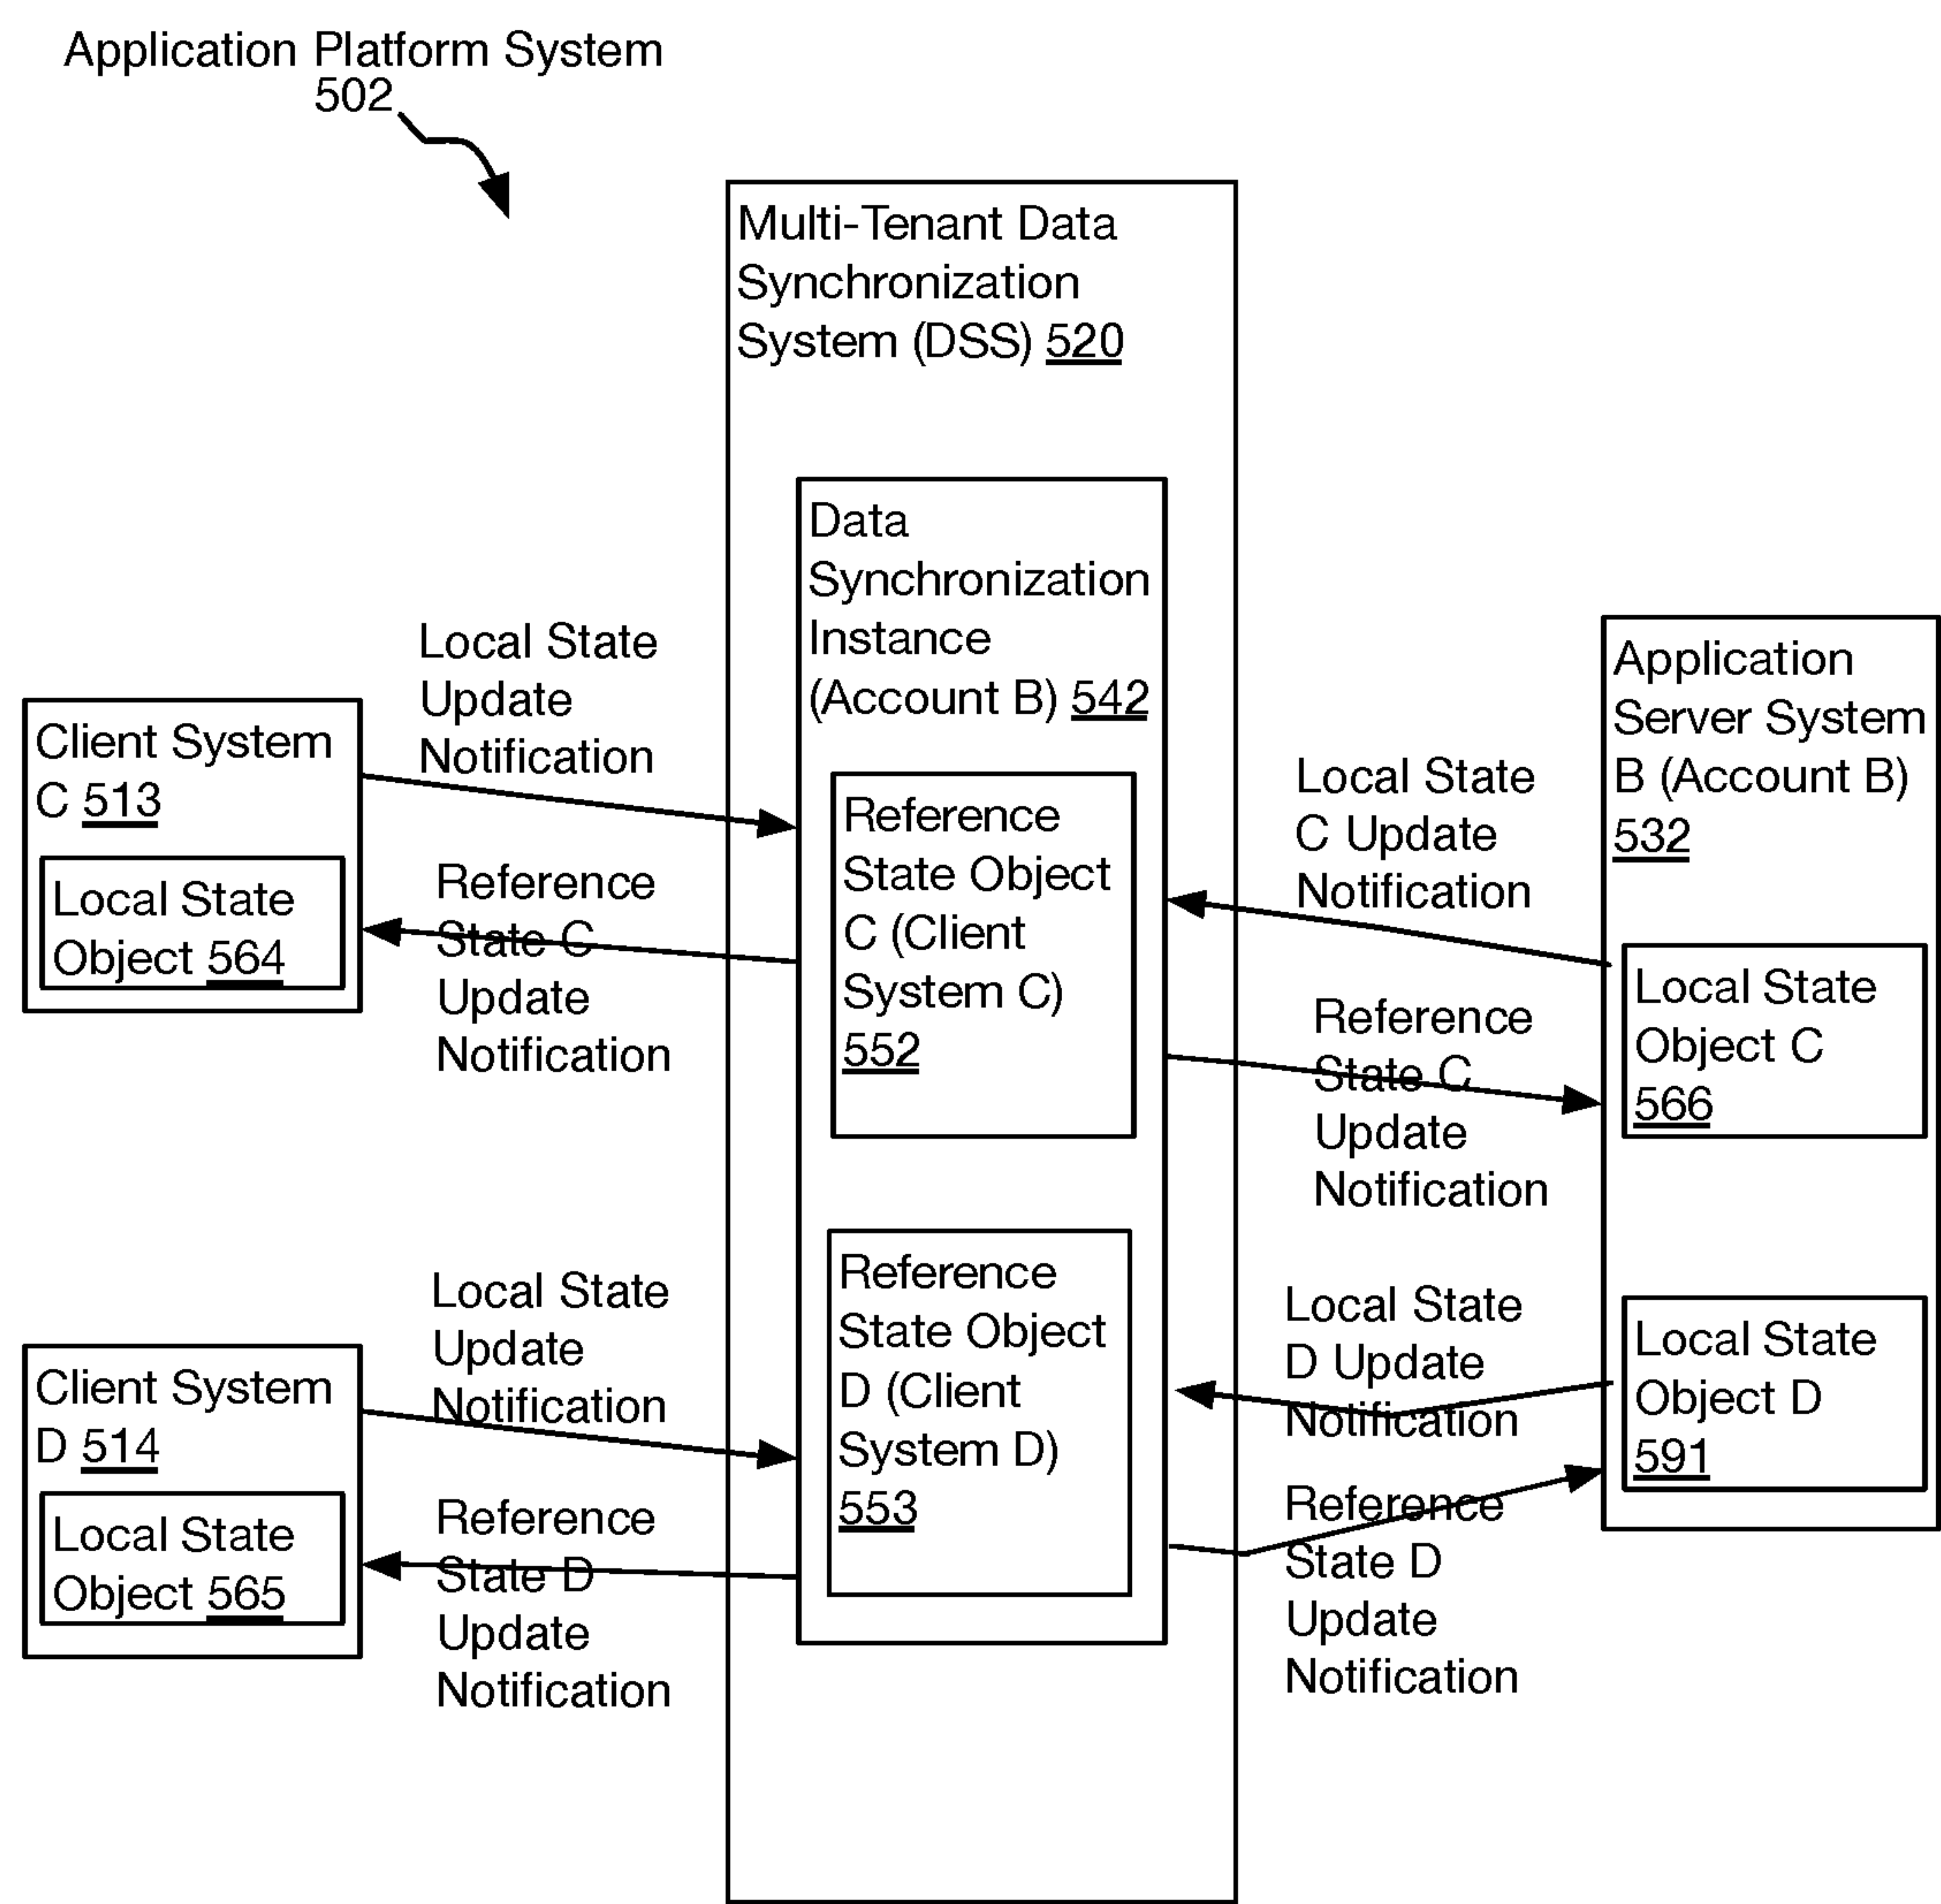 Application Platform System
502
Multi-Tenant Data
Synchronization
System (DSS) 520
Data
Synchronization
Instance
(Account B) 542
Reference
State Object
C (Client
System C)
552
Reference
State Object
D (Client
System D)
553
Client System
C 513
Local State
Object 564
Local State
Update
Notification
Reference
State C
Update
Notification
Client System
D 514
Local State
Object 565
Local State
Update
Notification
Reference
State D
Update
Notification
Local State
C Update
Notification
Reference
State C
Update
Notification
Local State
D Update
Notification
Reference
State D
Update
Notification
Application
Server System
B (Account B)
532
Local State
Object C
566
Local State
Object D
591